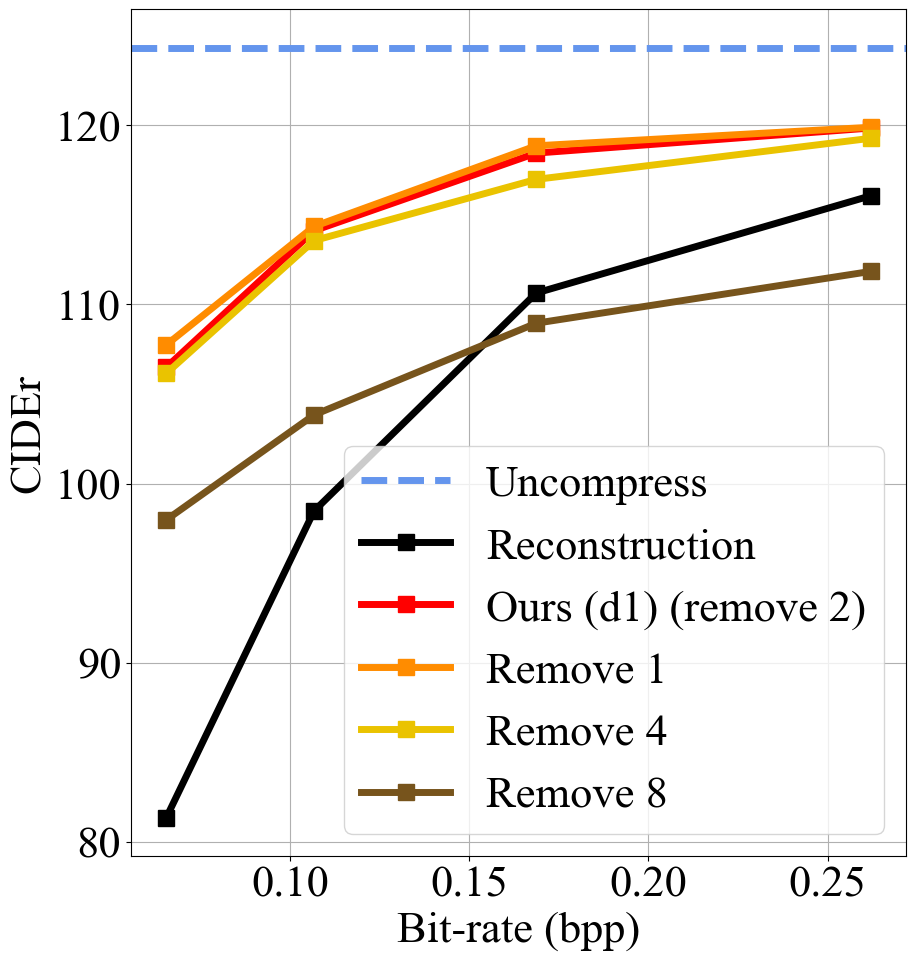 CIDEr
120
110
100
90
80
Uncompress
Reconstruction
Ours (d1) (remove 2)
Remove 1
Remove 4
Remove 8
0.10 0.15 0.20 0.25
Bit-rate (bpp)